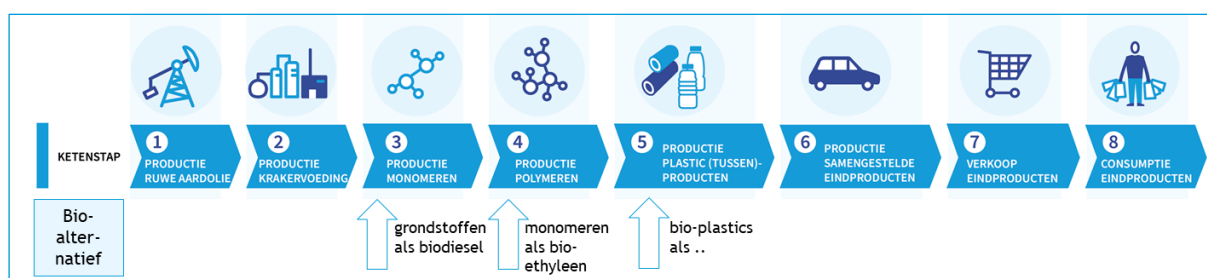 KETENSTAP
1
PRODUCTIE
RUWE AARDOLIE
2
PRODUCTIE
KRAKERVOEDING
3
PRODUCTIE
MONOMEREN
4
PRODUCTIE
POLYMEREN
5
PRODUCTIE
PLASTIC (TUSSEN)-
PRODUCTEN
6
PRODUCTIE
SAMENGESTELDE
EINDPRODUCTEN
7
VERKOOP
EINDPRODUCTEN
8
CONSUMPTIE
EINDPRODUCTEN
Bio-
alter-
natief
grondstoffen
als biodiesel
monomeren
als bio-
ethyleen
bio-plastics
als ..